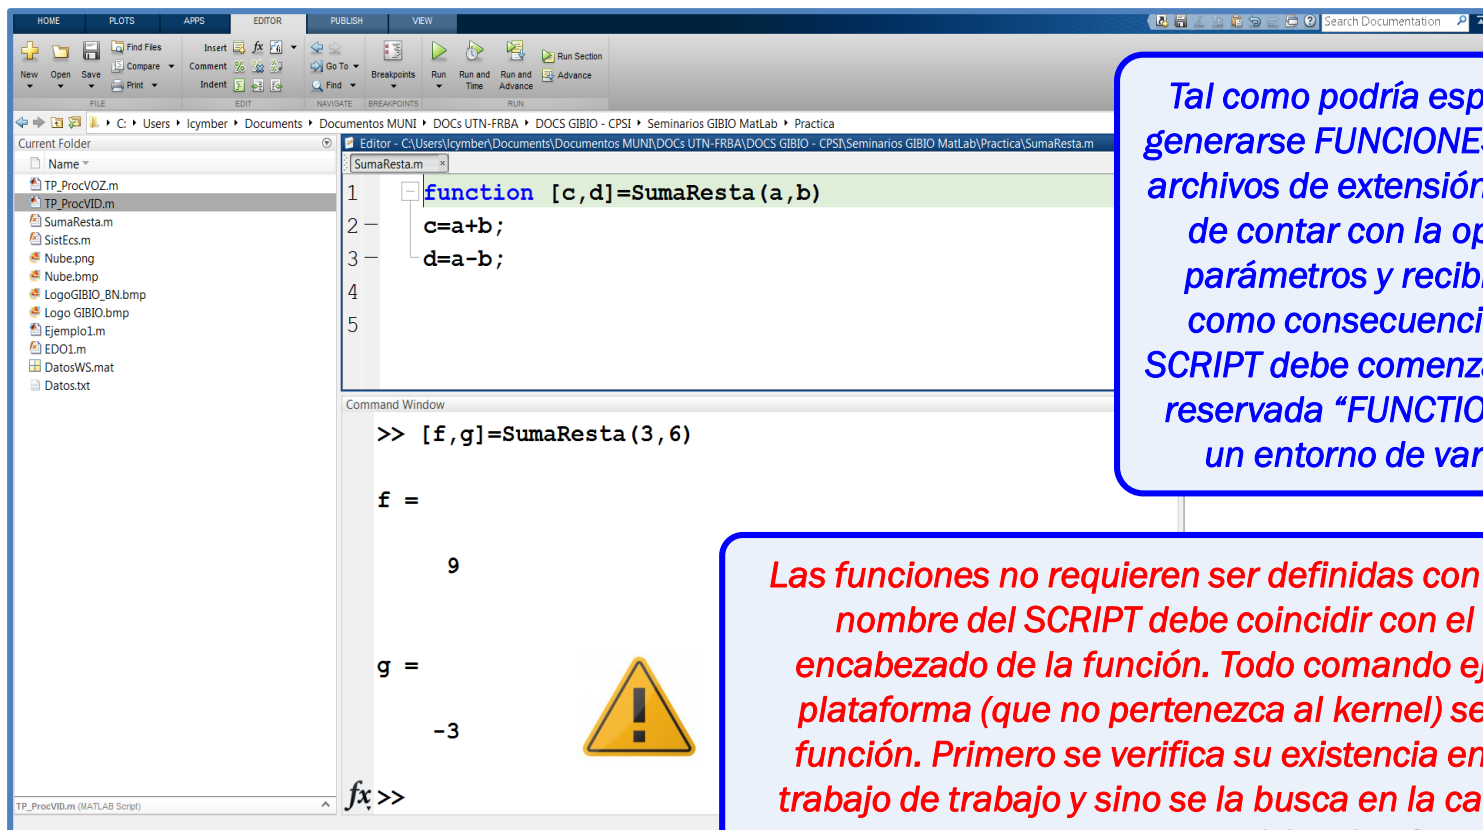 HOME PLOTS APPS EDITOR PUBLISH VIEW
Search Documentation
New Open Save
Find Files
Compare
Print
FILE
Insert fx
Comment
Indent
EDIT
Go To
Find
NAVIGATE
Breakpoints
BREAKPOINTS
Run
Run and Time
Run and Advance
Run Section
Advance
RUN
C: Users lcymber Documents Documentos MUNI DOCs UTN-FRBA DOCS GIBIO - CPSI Seminarios GIBIO MatLab Practica
Current Folder
Name
TP_ProcVOZ.m
TP_ProcVID.m
SumaResta.m
SistEcs.m
Nube.png
Nube.bmp
LogoGIBIO_BN.bmp
Logo GIBIO.bmp
Ejemplo1.m
EDO1.m
DatosWS.mat
Datos.txt
TP_ProcVID.m (MATLAB Script)
Editor - C:\Users\lcymber\Documents\Documentos MUNI\DOCs UTN-FRBA\DOCS GIBIO - CPSI\Seminarios GIBIO MatLab\Practica\SumaResta.m
SumaResta.m ×
1 function [c,d]=SumaResta(a,b)
2 c=a+b;
3 d=a-b;
4
5
Command Window
>> [f,g]=SumaResta(3,6)
f =
9
g =
-3
fx >>
Tal como podría esp
generarse FUNCIONES
archivos de extensión
de contar con la op
parámetros y recib
como consecuenci
SCRIPT debe comenza
reservada “FUNCTIO
un entorno de var
Las funciones no requieren ser definidas con
nombre del SCRIPT debe coincidir con el
encabezado de la función. Todo comando ej
plataforma (que no pertenezca al kernel) se
función. Primero se verifica su existencia en
trabajo de trabajo y sino se la busca en la ca